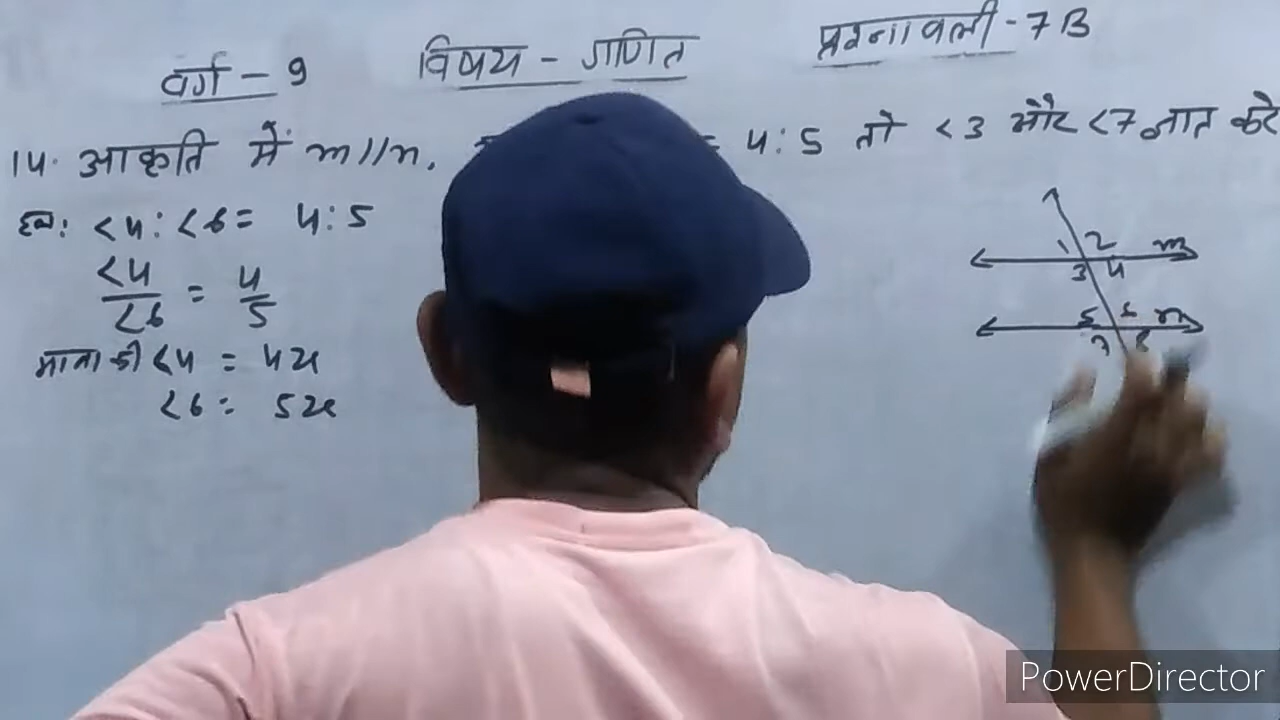 वर्ग - 9 विषय - गणित प्रश्नावली - 7 B
14. आकृति में m//n, = 4:5 तो <3 और <7 ज्ञात करे
हल: <4 : <6 = 4:5
<4/<6 = 4/5
माना की <4 = 4x
<6 = 5x
1 2 m
3 4
5 6 n
7 8
PowerDirector